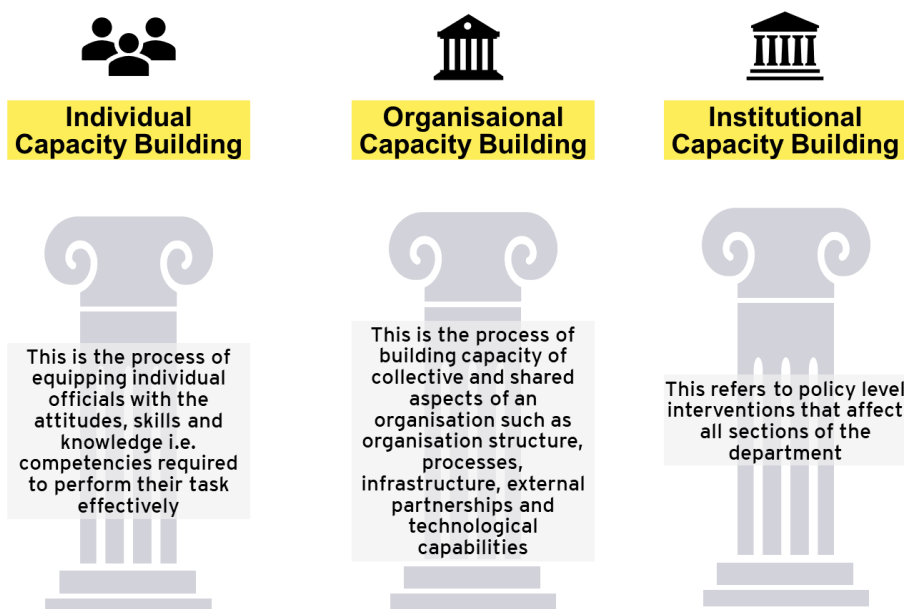 Individual
Capacity Building
Organisaional
Capacity Building
Institutional
Capacity Building
This is the process of
equipping individual
officials with the
attitudes, skills and
knowledge i.e.
competencies required
to perform their task
effectively
This is the process of
building capacity of
collective and shared
aspects of an
organisation such as
organisation structure,
processes,
infrastructure, external
partnerships and
technological
capabilities
This refers to policy level
interventions that affect
all sections of the
department